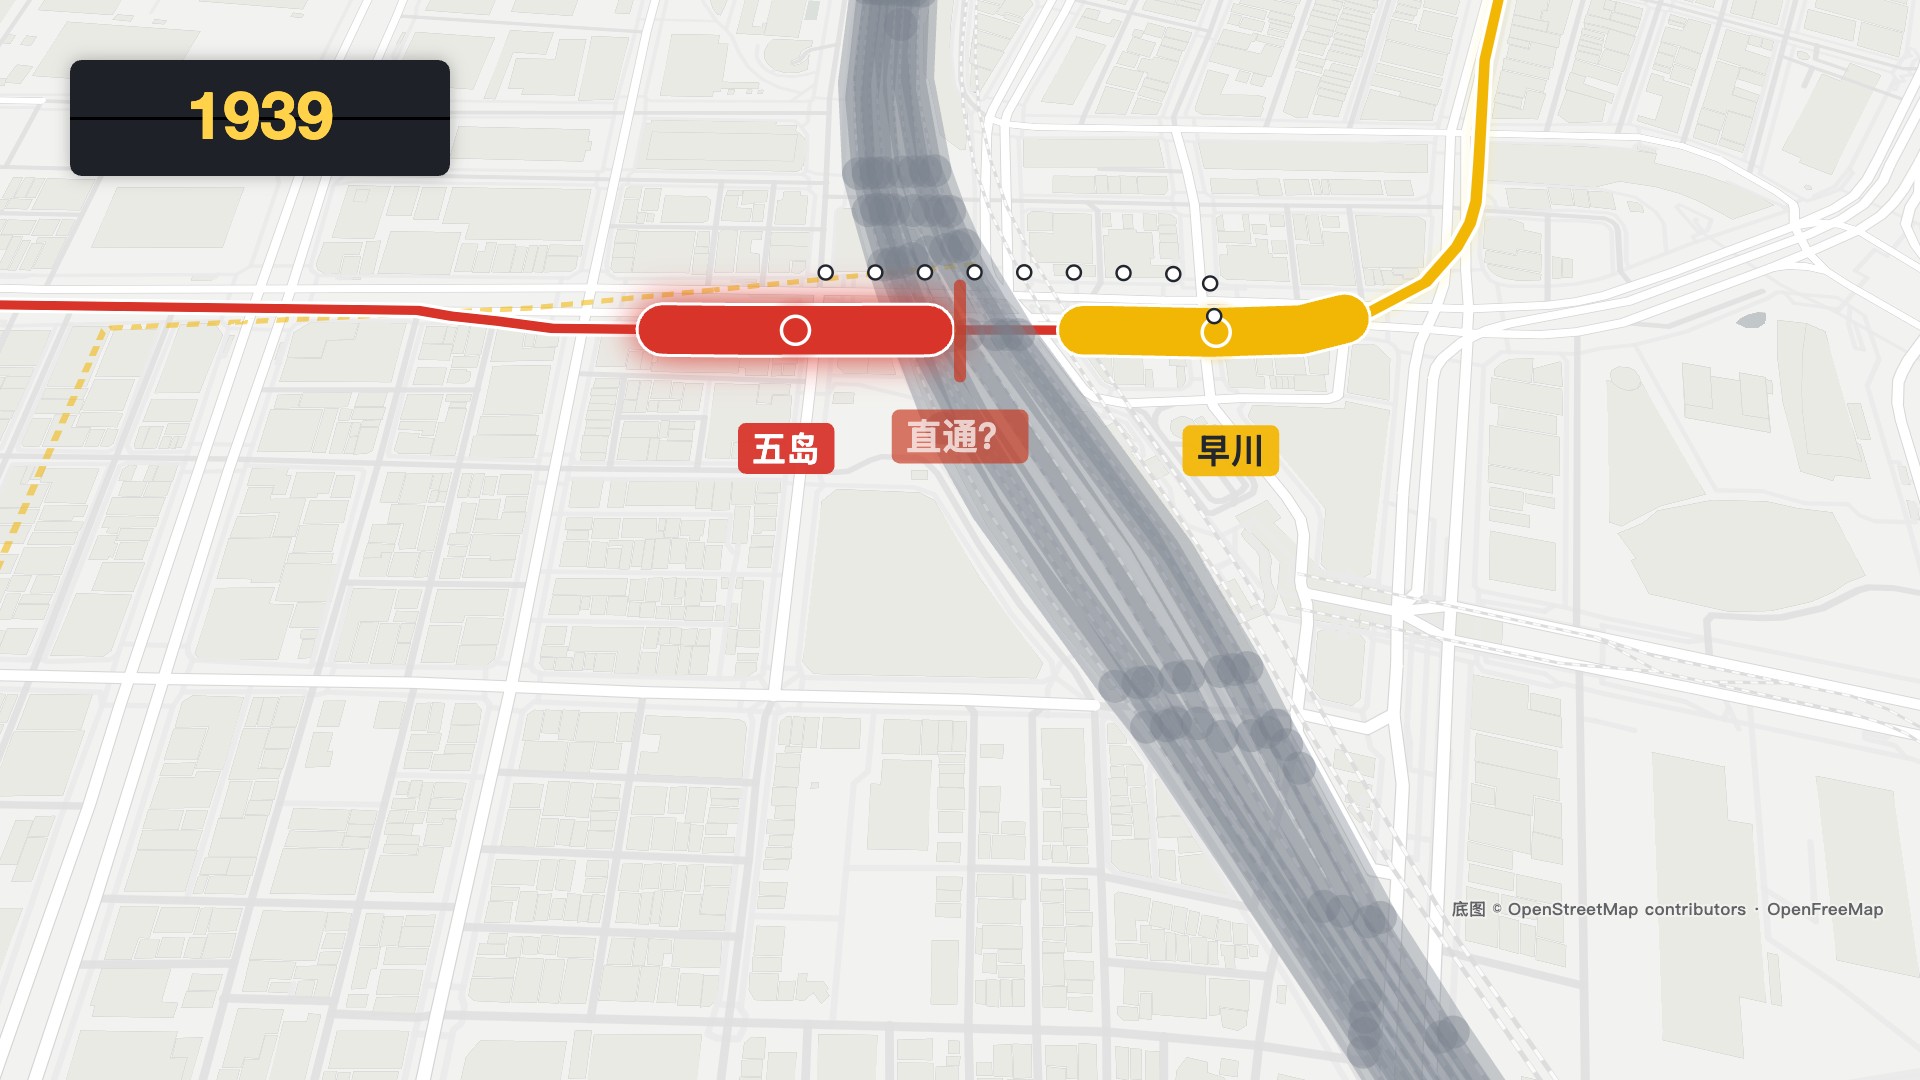 1939
五岛
直通?
早川
底图 © OpenStreetMap contributors · OpenFreeMap